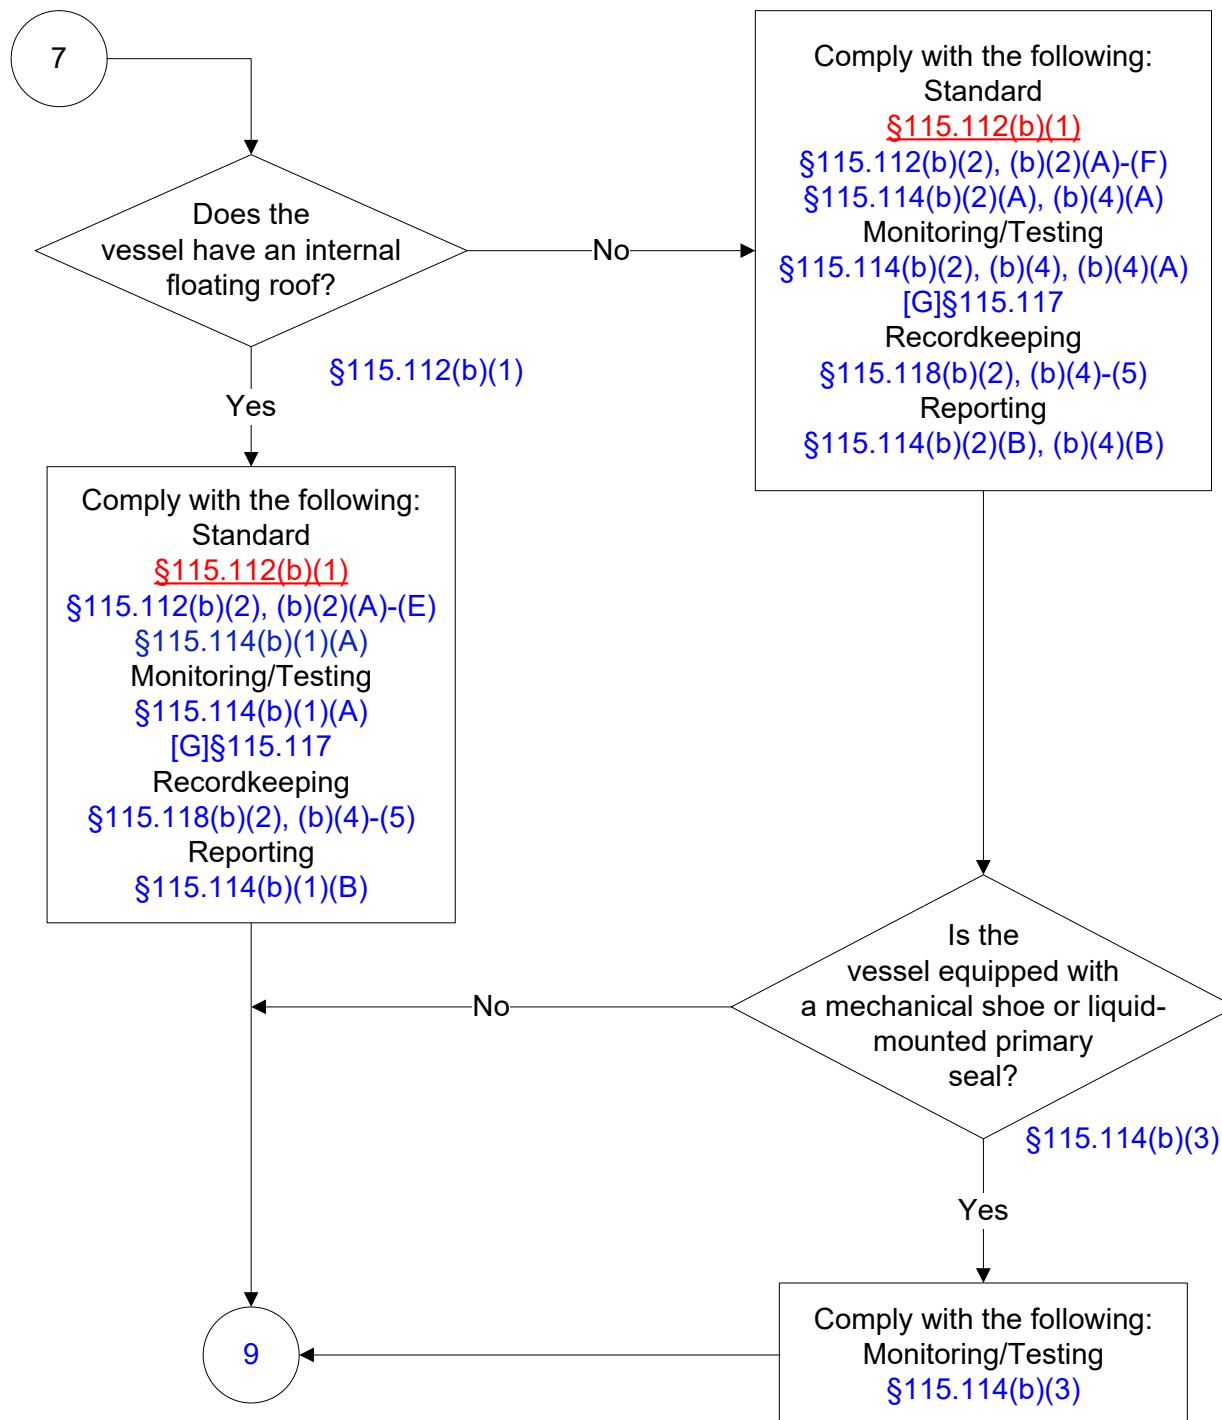 7
Does the
vessel have an internal
floating roof?
§115.112(b)(1)
No
Comply with the following:
Standard
§115.112(b)(1)
§115.112(b)(2), (b)(2)(A)-(F)
§115.114(b)(2)(A), (b)(4)(A)
Monitoring/Testing
§115.114(b)(2), (b)(4), (b)(4)(A)
[G]§115.117
Recordkeeping
§115.118(b)(2), (b)(4)-(5)
Reporting
§115.114(b)(2)(B), (b)(4)(B)
Yes
Comply with the following:
Standard
§115.112(b)(1)
§115.112(b)(2), (b)(2)(A)-(E)
§115.114(b)(1)(A)
Monitoring/Testing
§115.114(b)(1)(A)
[G]§115.117
Recordkeeping
§115.118(b)(2), (b)(4)-(5)
Reporting
§115.114(b)(1)(B)
Is the
vessel equipped with
a mechanical shoe or liquid-
mounted primary
seal?
§115.114(b)(3)
No
Yes
Comply with the following:
Monitoring/Testing
§115.114(b)(3)
9